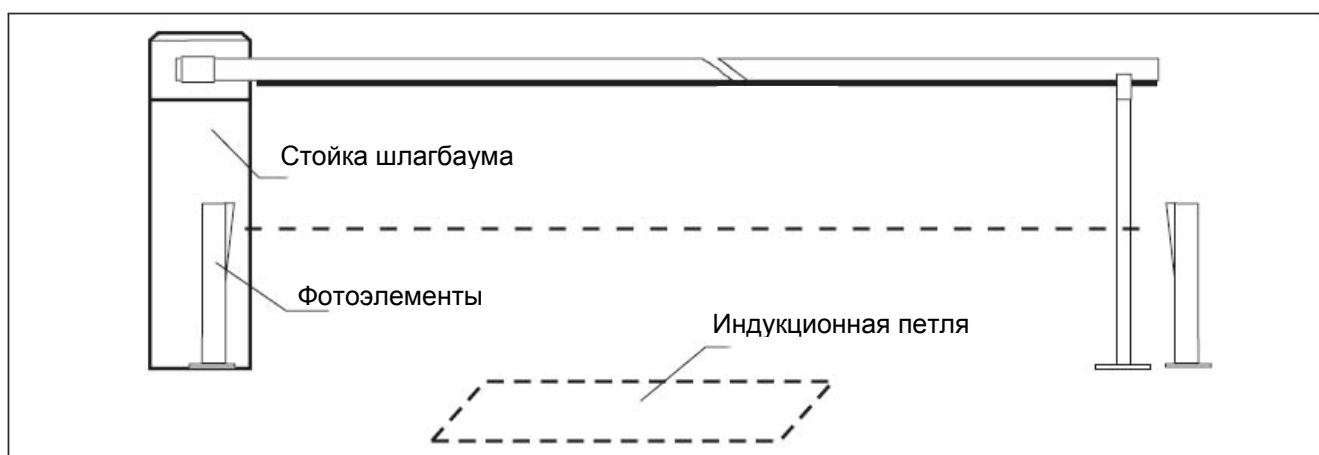 Стойка шлагбаума
Фотоэлементы
Индукционная петля